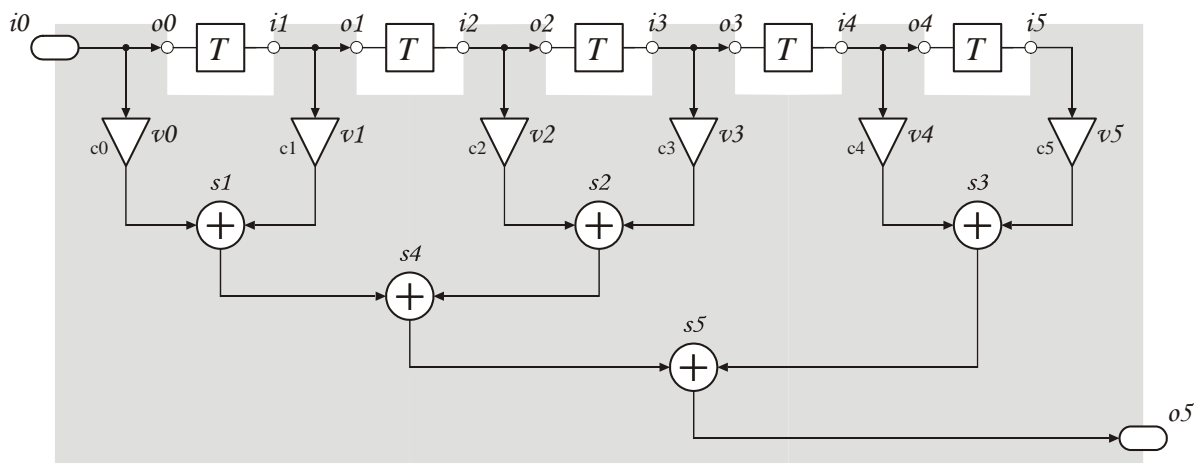 i0 o0 i1 o1 i2 o2 i3 o3 i4 o4 i5
T T T T T
c0 v0 c1 v1 c2 v2 c3 v3 c4 v4 c5 v5
s1 s2 s3
+ + +
s4
+
s5
+
o5